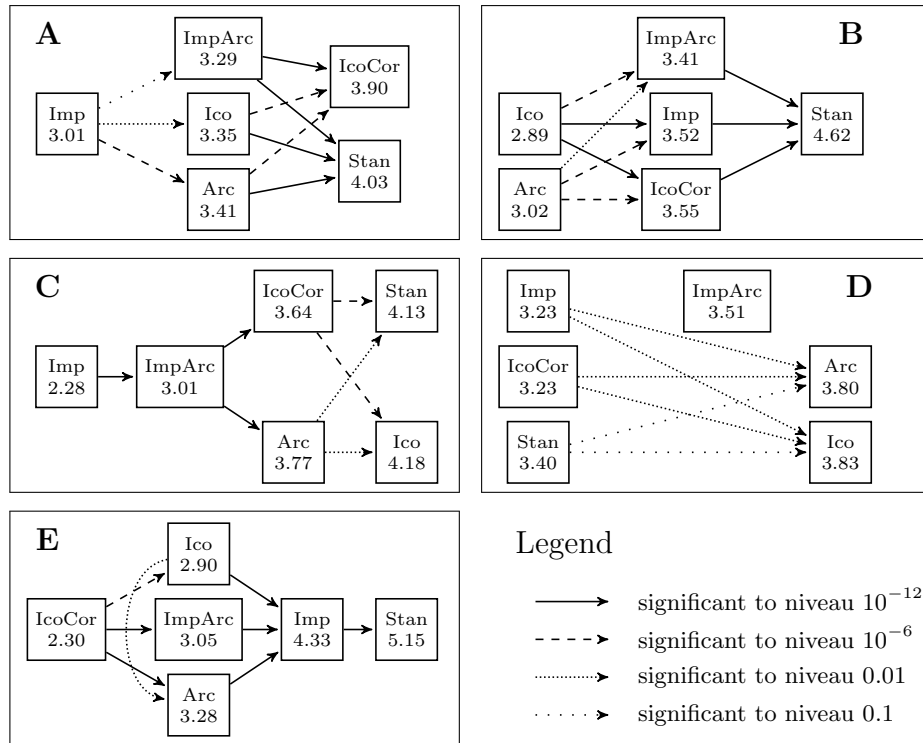 A
ImpArc
3.29
IcoCor
3.90
Imp
3.01
Ico
3.35
Stan
4.03
Arc
3.41
B
ImpArc
3.41
Ico
2.89
Imp
3.52
Stan
4.62
Arc
3.02
IcoCor
3.55
C
IcoCor
3.64
Stan
4.13
Imp
2.28
ImpArc
3.01
Arc
3.77
Ico
4.18
D
Imp
3.23
ImpArc
3.51
IcoCor
3.23
Arc
3.80
Stan
3.40
Ico
3.83
E
Ico
2.90
IcoCor
2.30
ImpArc
3.05
Imp
4.33
Stan
5.15
Arc
3.28
Legend
significant to niveau 10⁻¹²
significant to niveau 10⁻⁶
significant to niveau 0.01
significant to niveau 0.1